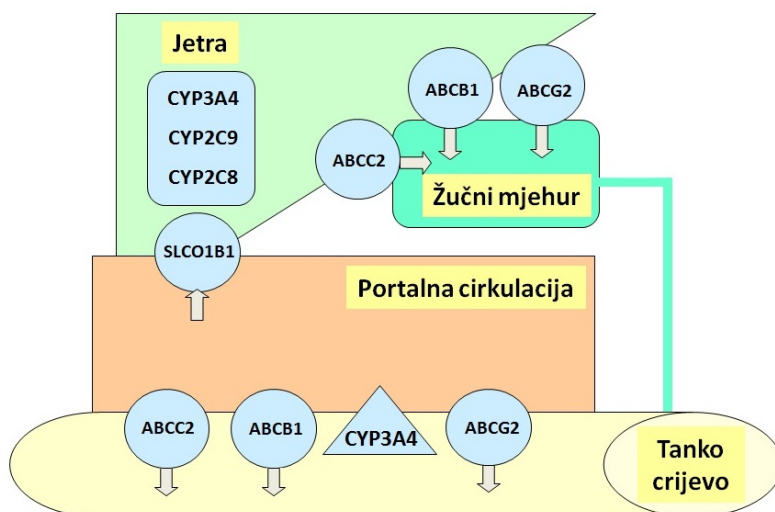 Jetra
CYP3A4
CYP2C9
CYP2C8
ABCB1
ABCG2
ABCC2
Žučni mjehur
SLCO1B1
Portalna cirkulacija
ABCC2
ABCB1
CYP3A4
ABCG2
Tanko
crijevo